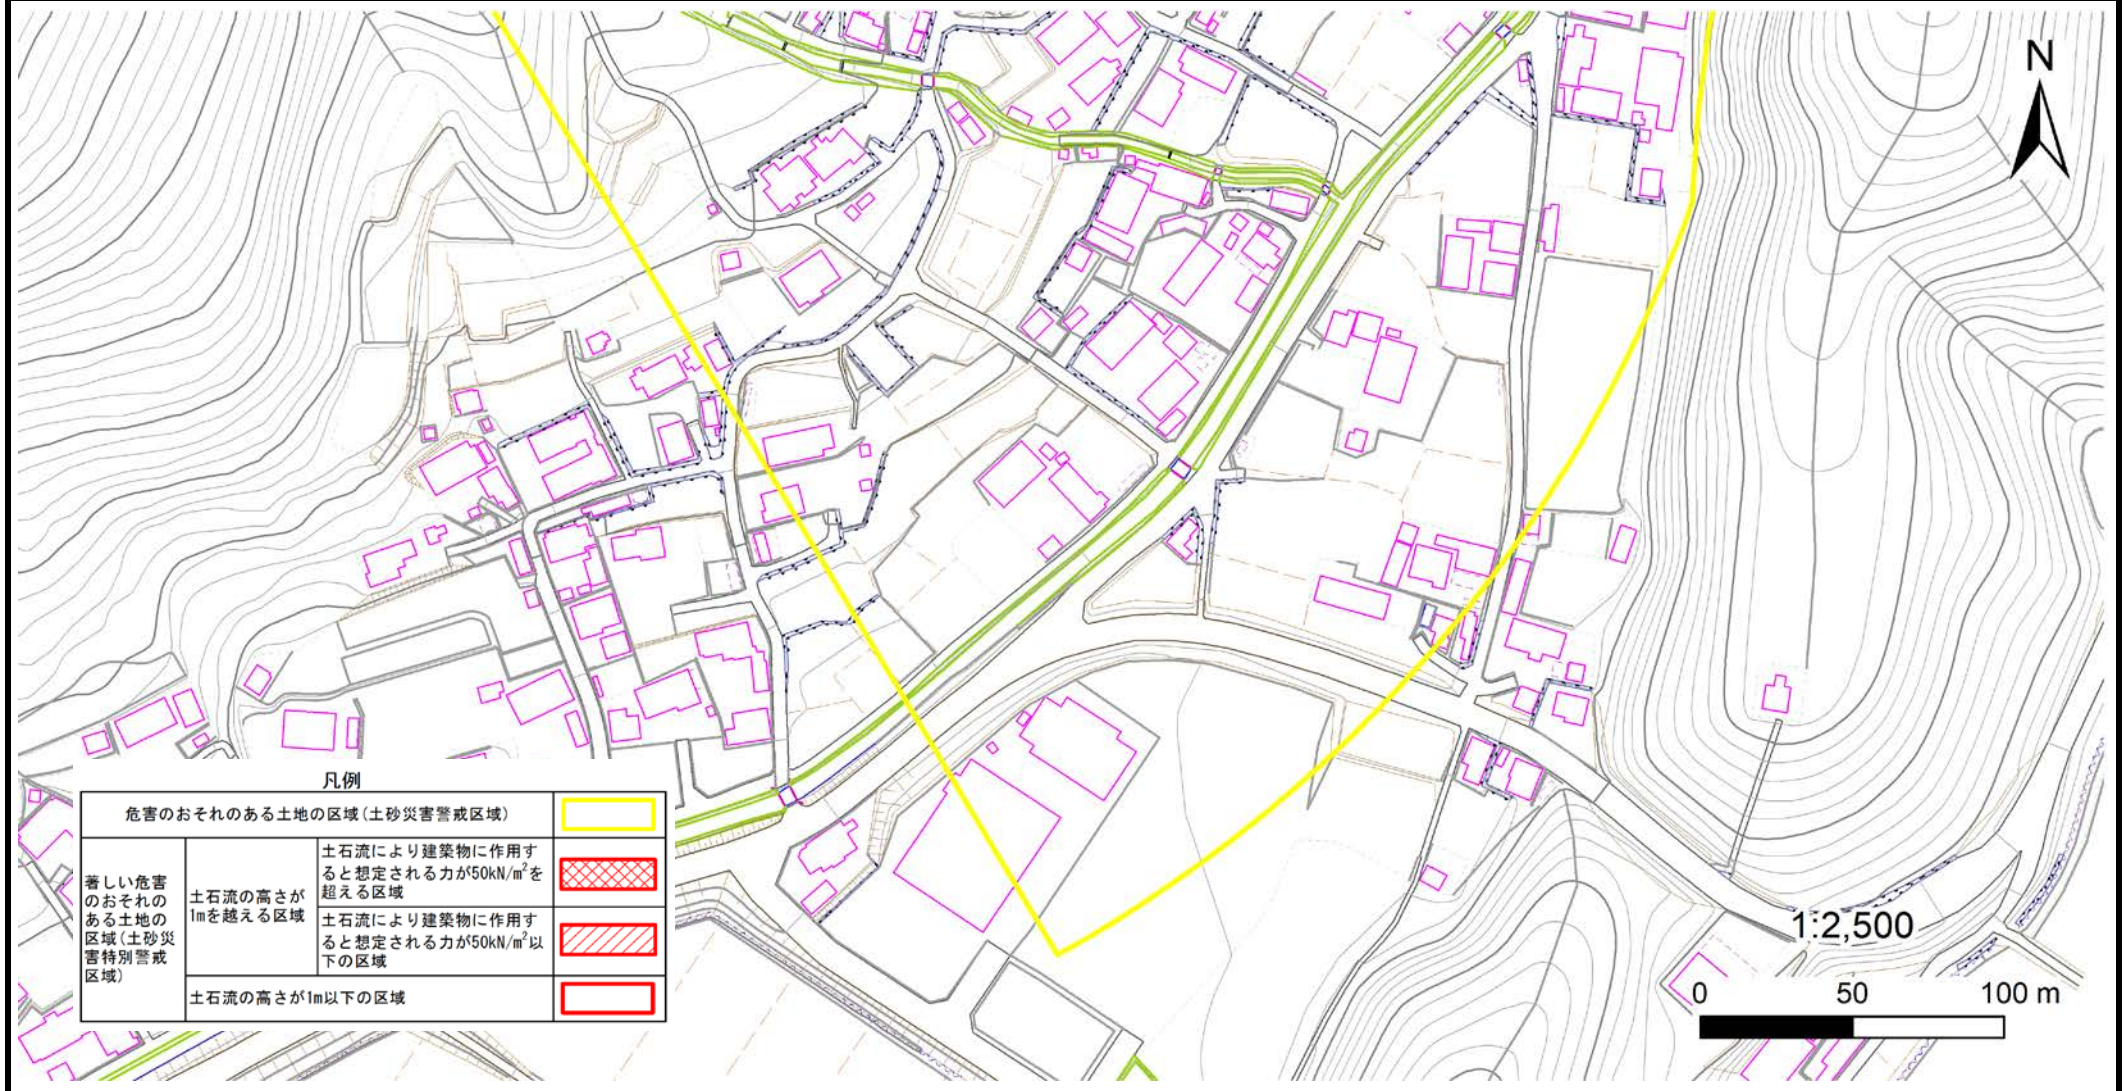 N
凡例
危害のおそれのある土地の区域(土砂災害警戒区域)
著しい危害
のおそれの
ある土地の
区域(土砂災
害特別警戒
区域)
土石流の高さが
1mを越える区域
土石流により建築物に作用す
ると想定される力が50kN/m²を
超える区域
土石流により建築物に作用す
ると想定される力が50kN/m²以
下の区域
土石流の高さが1m以下の区域
1:2,500
0 50 100 m